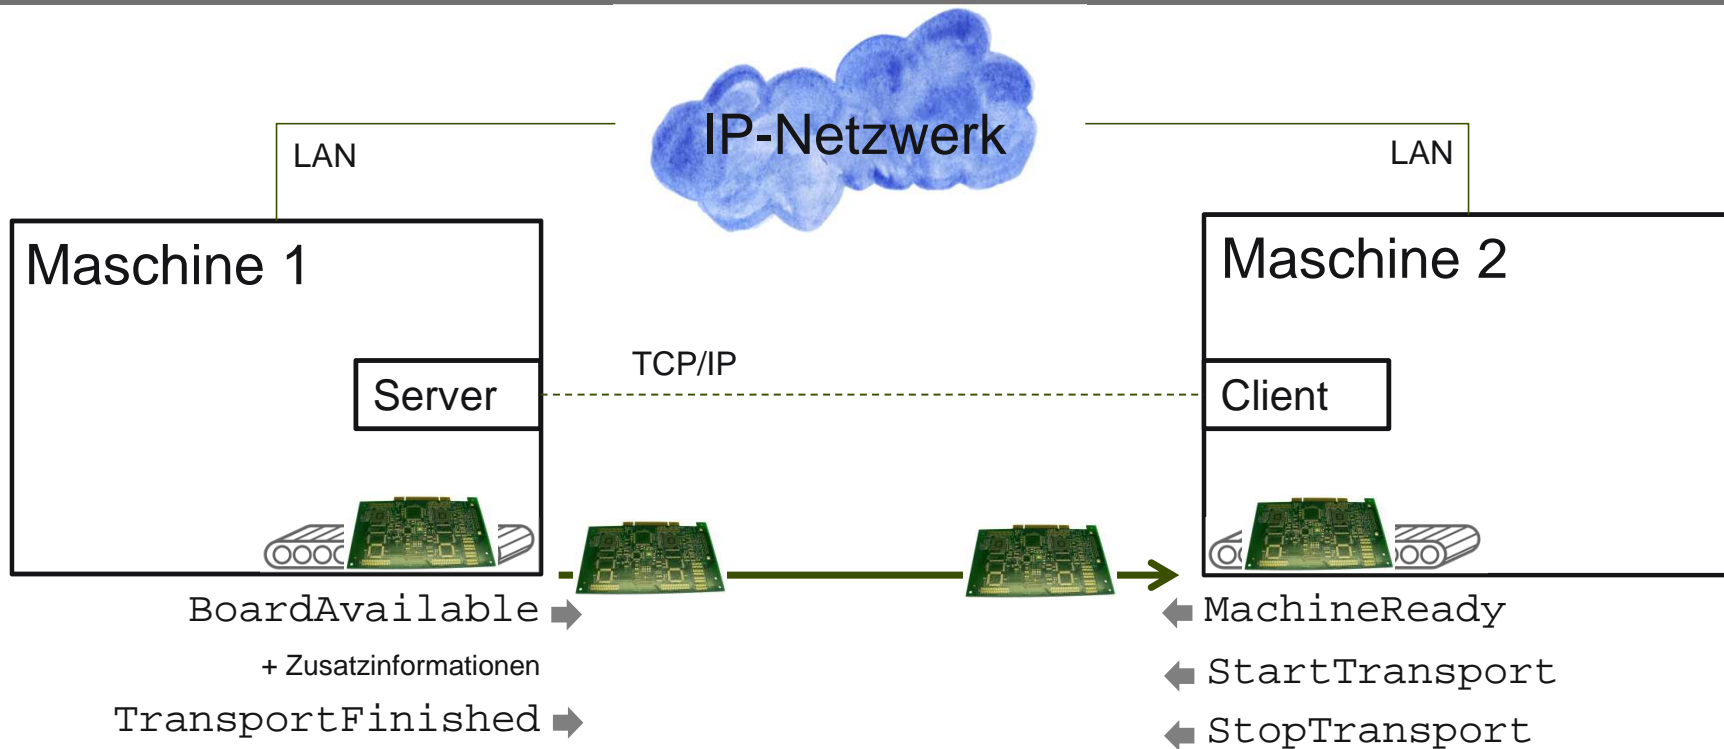 IP-Netzwerk
LAN
LAN
Maschine 1
Maschine 2
TCP/IP
Server
Client
BoardAvailable
MachineReady
+ Zusatzinformationen
StartTransport
TransportFinished
StopTransport